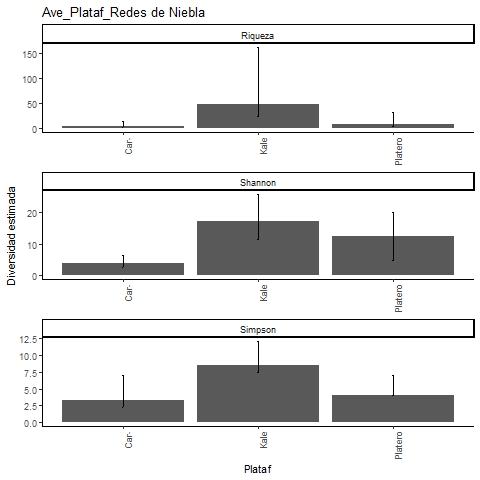 Ave_Plataf_Redes de Niebla
Riqueza
150
100
50
0
Car-
Kale
Platero
Shannon
20
10
0
Car-
Kale
Platero
Simpson
12.5
10.0
7.5
5.0
2.5
0.0
Car-
Kale
Platero
Diversidad estimada
Plataf